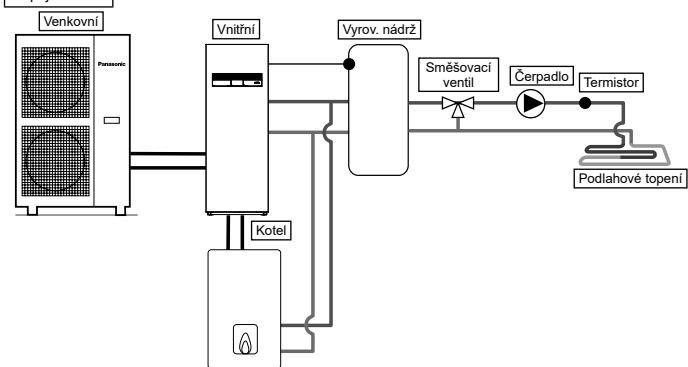 Venkovní
Vnitřní
Vyrov. nádrž
Směšovací
ventil
Čerpadlo
Termistor
Panasonic
Podlahové topení
Kotel